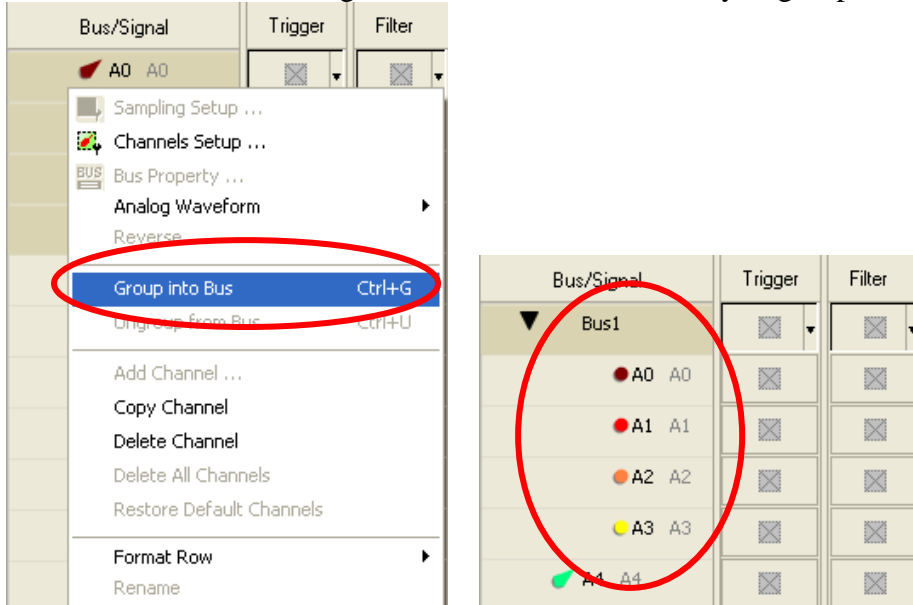 Bus/Signal Trigger Filter
A0 A0
Sampling Setup ...
Channels Setup ...
BUS Bus Property ...
Analog Waveform
Reverse
Group into Bus Ctrl+G
Ungroup from Bus Ctrl+U
Add Channel ...
Copy Channel
Delete Channel
Delete All Channels
Restore Default Channels
Format Row
Rename
Bus/Signal Trigger Filter
Bus1
A0 A0
A1 A1
A2 A2
A3 A3
A4 A4